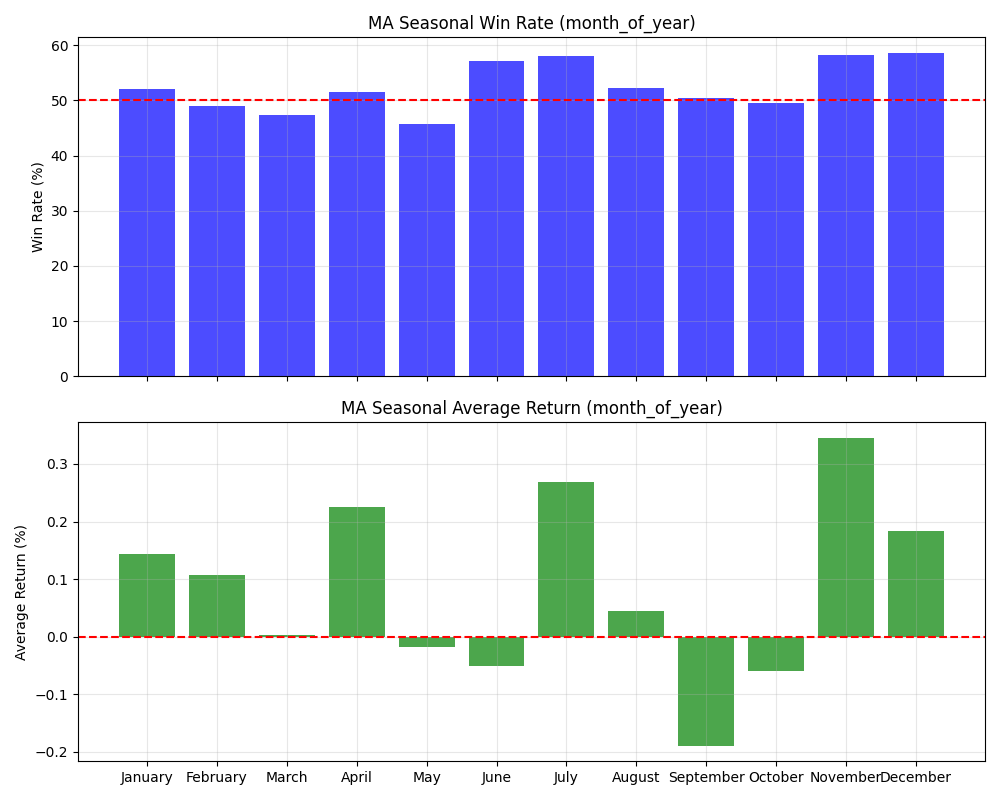 MA Seasonal Win Rate (month_of_year)
Win Rate (%)
60
50
40
30
20
10
0
MA Seasonal Average Return (month_of_year)
Average Return (%)
0.3
0.2
0.1
0.0
−0.1
−0.2
January February March April May June July August September October November December